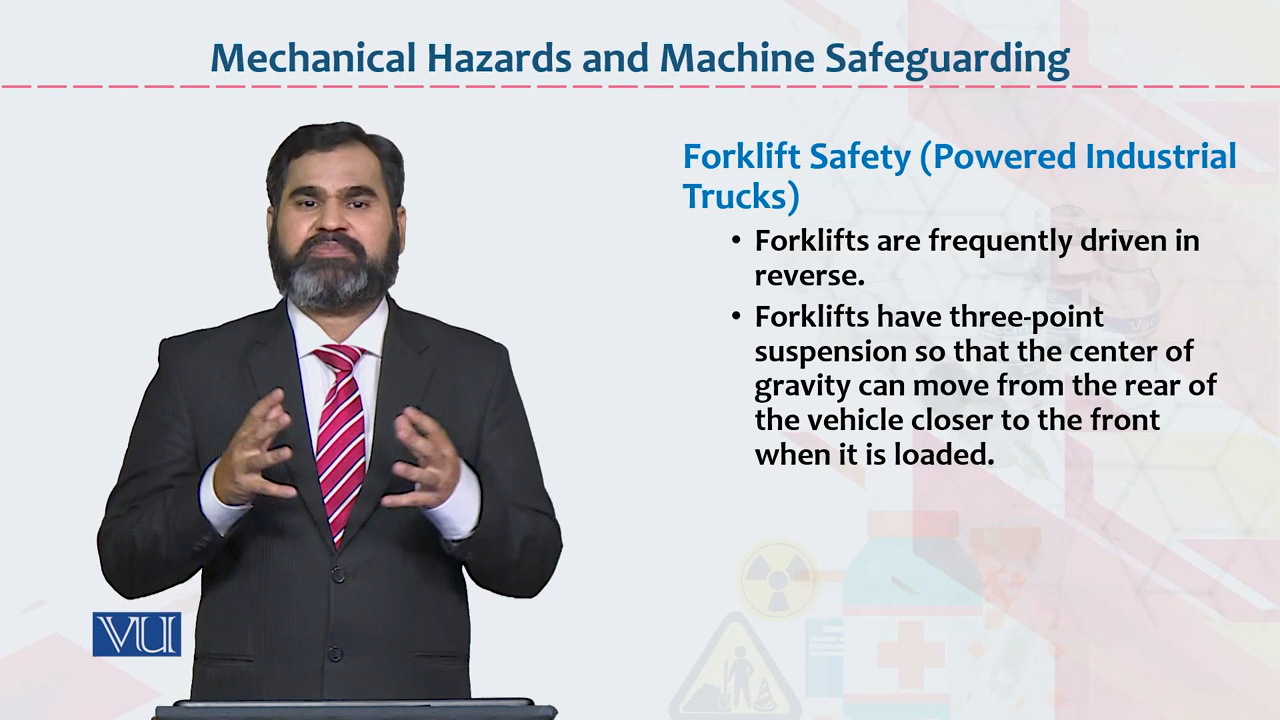 Mechanical Hazards and Machine Safeguarding
Forklift Safety (Powered Industrial
Trucks)
• Forklifts are frequently driven in
reverse.
• Forklifts have three-point
suspension so that the center of
gravity can move from the rear of
the vehicle closer to the front
when it is loaded.
VU